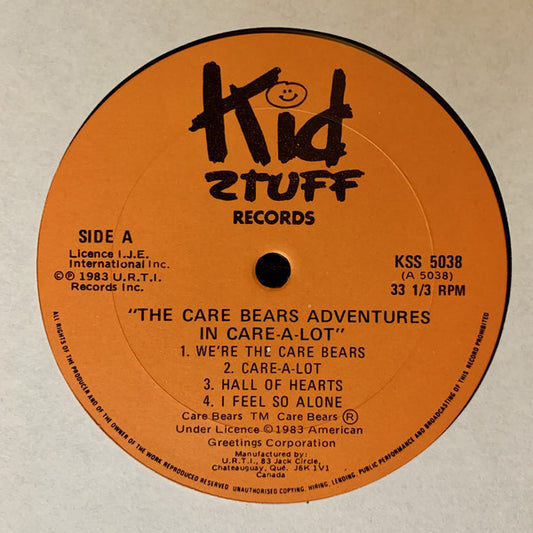 Kid
STUFF
RECORDS
SIDE A
Licence I.J.E.
International Inc.
©℗ 1983 U.R.T.I.
Records Inc.
KSS 5038
(A 5038)
33 1/3 RPM
"THE CARE BEARS ADVENTURES
IN CARE-A-LOT"
1. WE'RE THE CARE BEARS
2. CARE-A-LOT
3. HALL OF HEARTS
4. I FEEL SO ALONE
Care Bears TM Care Bears ®
Under Licence ©1983 American
Greetings Corporation
Manufactured by:
U.R.T.I., 83 Jack Circle,
Chateauguay, Qué. J6K 1V1
Canada
ALL RIGHTS OF THE PRODUCER AND OF THE OWNER OF THE WORK REPRODUCED RESERVED UNAUTHORISED COPYING, HIRING, LENDING, PUBLIC PERFORMANCE AND BROADCASTING OF THIS RECORD PROHIBITED